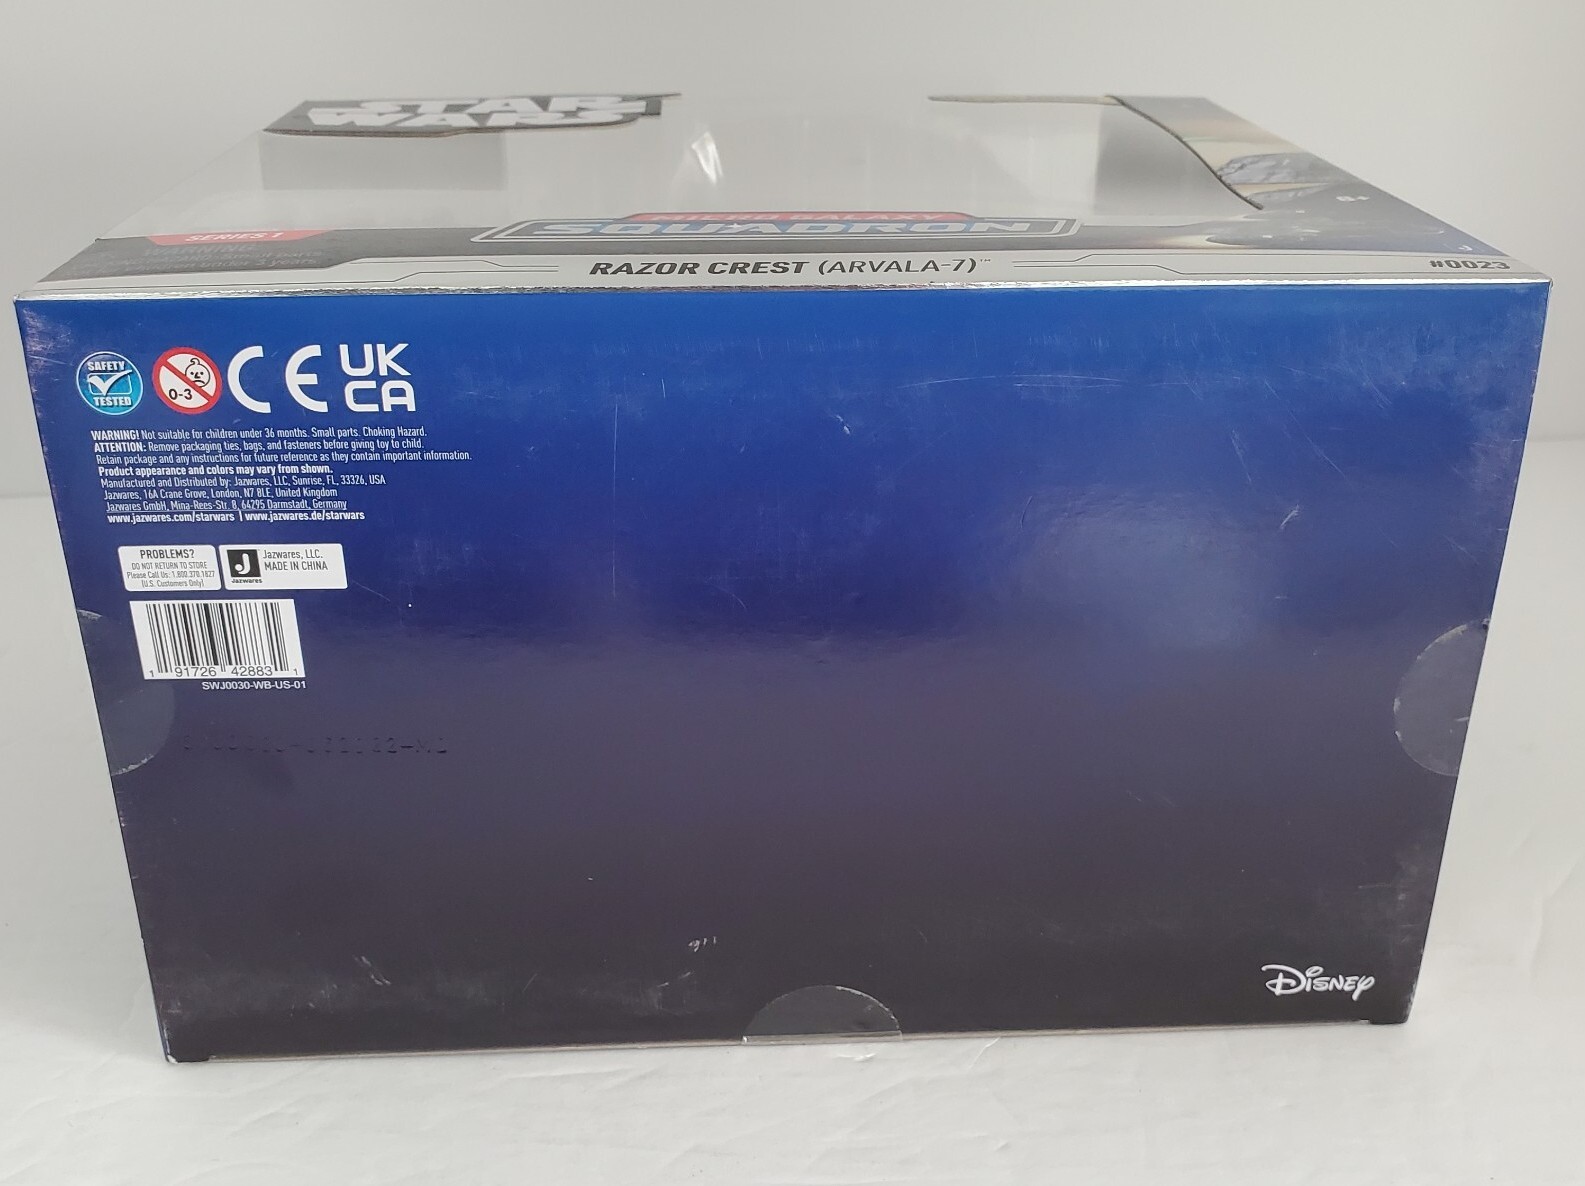 STAR
WARS
8+
MICRO GALAXY
SQUADRON
SERIES 1
RAZOR CREST (ARVALA-7)™
#0023
SAFETY
TESTED
0-3
CE
UK
CA
WARNING! Not suitable for children under 36 months. Small parts. Choking Hazard.
ATTENTION: Remove packaging ties, bags, and fasteners before giving toy to child.
Retain package and any instructions for future reference as they contain important information.
Product appearance and colors may vary from shown.
Manufactured and Distributed by: Jazwares, LLC, Sunrise, FL, 33326, USA
Jazwares, 16A Crane Grove, London, N7 8LE, United Kingdom
Jazwares GmbH, Mina-Rees-Str. 8, 64295 Darmstadt, Germany
www.jazwares.com/starwars | www.jazwares.de/starwars
PROBLEMS?
DO NOT RETURN TO STORE
Please Call Us: 1.800.370.1827
(U.S. Customers Only)
J
Jazwares
Jazwares, LLC.
MADE IN CHINA
1 91726 42883 1
SWJ0030-WB-US-01
DISNEY